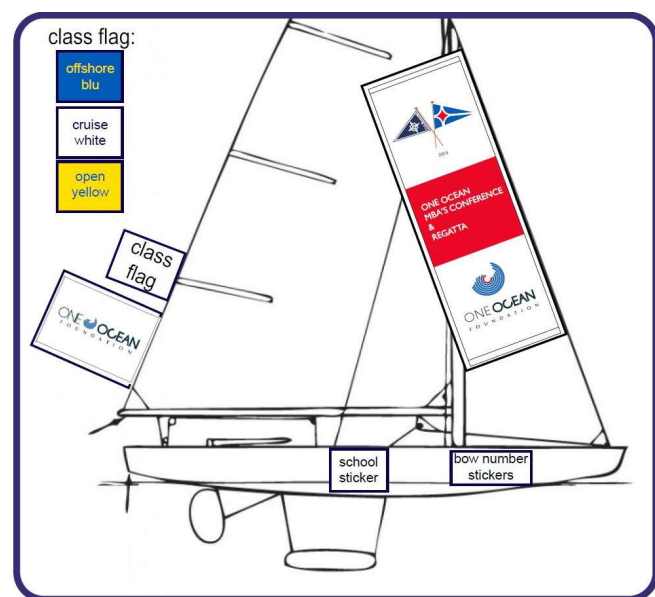 class flag:
offshore
blu
cruise
white
open
yellow
class
flag
ONE OCEAN
FOUNDATION
ONE OCEAN
MBA'S CONFERENCE
&
REGATTA
ONE OCEAN
FOUNDATION
school
sticker
bow number
stickers